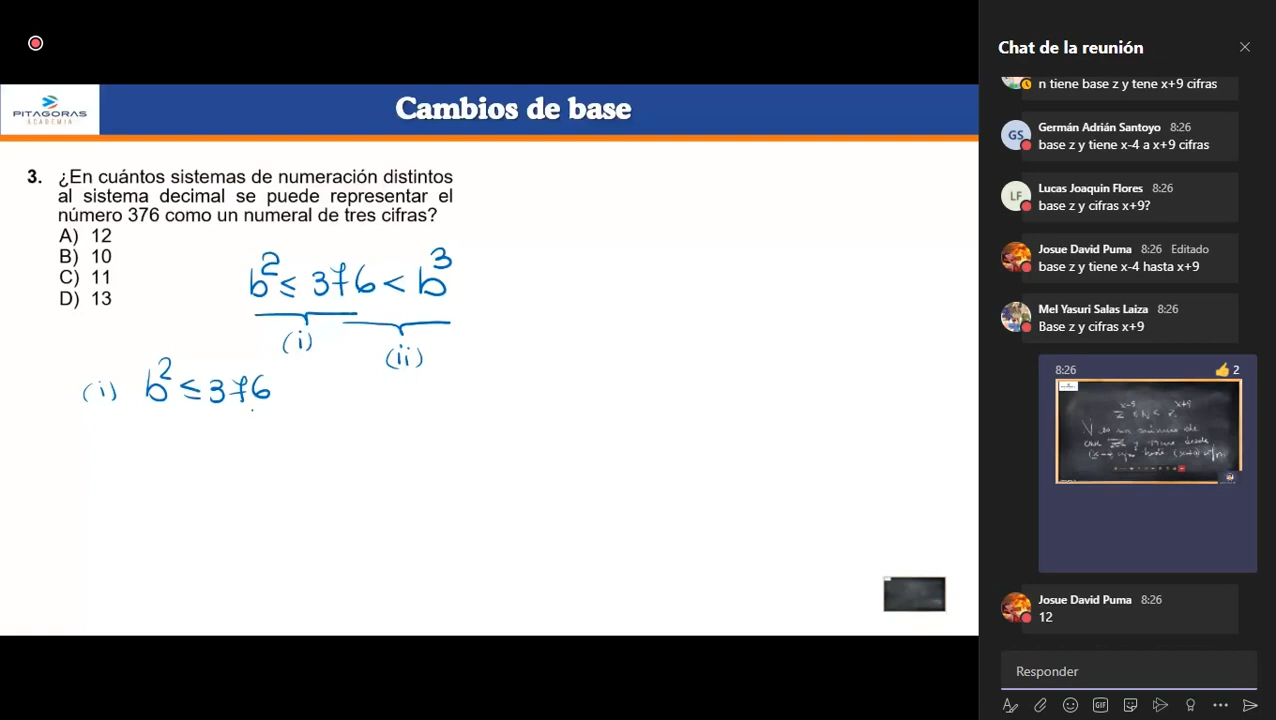 PITAGORAS
ACADEMIA
Cambios de base
3. ¿En cuántos sistemas de numeración distintos
al sistema decimal se puede representar el
número 376 como un numeral de tres cifras?
A) 12
B) 10
C) 11
D) 13
b² ≤ 376 < b³
(i) (ii)
(i) b² ≤ 376
Chat de la reunión
n tiene base z y tene x+9 cifras
GS Germán Adrián Santoyo 8:26
base z y tiene x-4 a x+9 cifras
LF Lucas Joaquin Flores 8:26
base z y cifras x+9?
Josue David Puma 8:26 Editado
base z y tiene x-4 hasta x+9
Mel Yasuri Salas Laiza 8:26
Base z y cifras x+9
8:26 👍 2
Josue David Puma 8:26
12
Responder
GIF